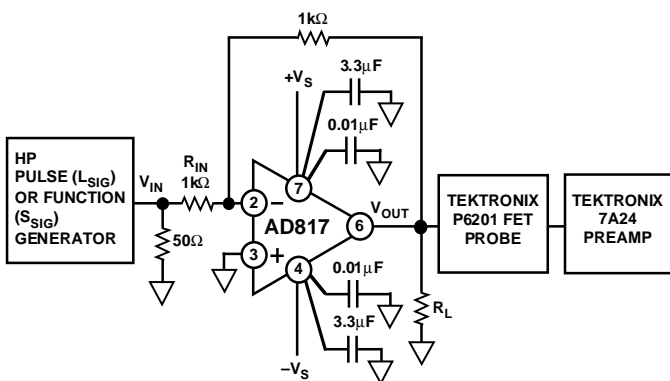 1kΩ
3.3μF
+VS
0.01μF
HP
PULSE (LSIG)
OR FUNCTION
(SSIG)
GENERATOR
VIN
RIN
1kΩ
50Ω
2
–
7
AD817
3
+
4
6
VOUT
TEKTRONIX
P6201 FET
PROBE
TEKTRONIX
7A24
PREAMP
0.01μF
3.3μF
RL
–VS